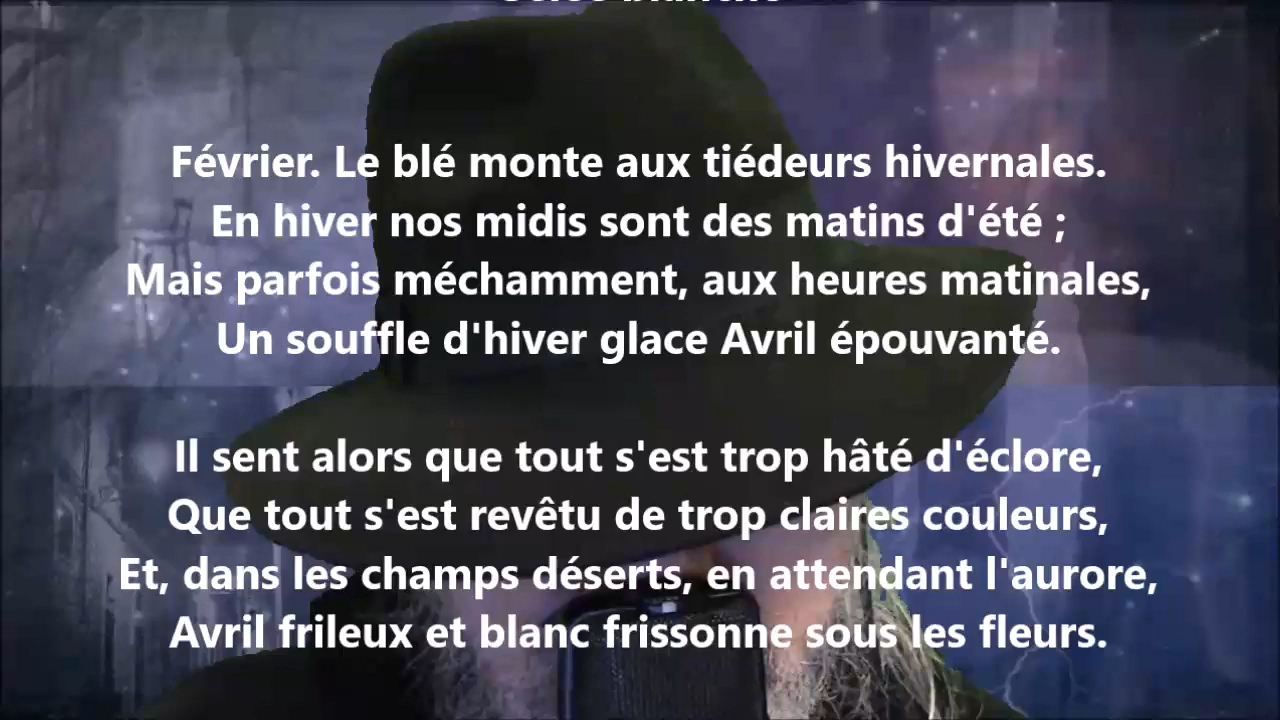 Février. Le blé monte aux tiédeurs hivernales.
En hiver nos midis sont des matins d'été ;
Mais parfois méchamment, aux heures matinales,
Un souffle d'hiver glace Avril épouvanté.
Il sent alors que tout s'est trop hâté d'éclore,
Que tout s'est revêtu de trop claires couleurs,
Et, dans les champs déserts, en attendant l'aurore,
Avril frileux et blanc frissonne sous les fleurs.